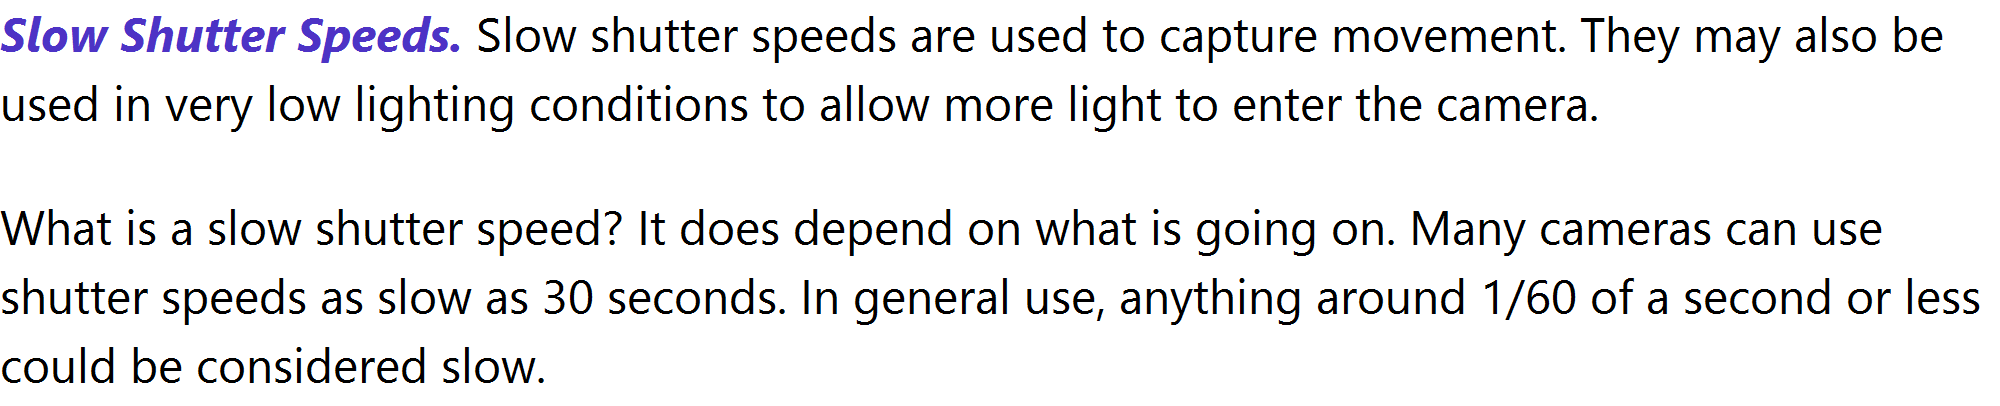 Slow Shutter Speeds. Slow shutter speeds are used to capture movement. They may also be
used in very low lighting conditions to allow more light to enter the camera.
What is a slow shutter speed? It does depend on what is going on. Many cameras can use
shutter speeds as slow as 30 seconds. In general use, anything around 1/60 of a second or less
could be considered slow.